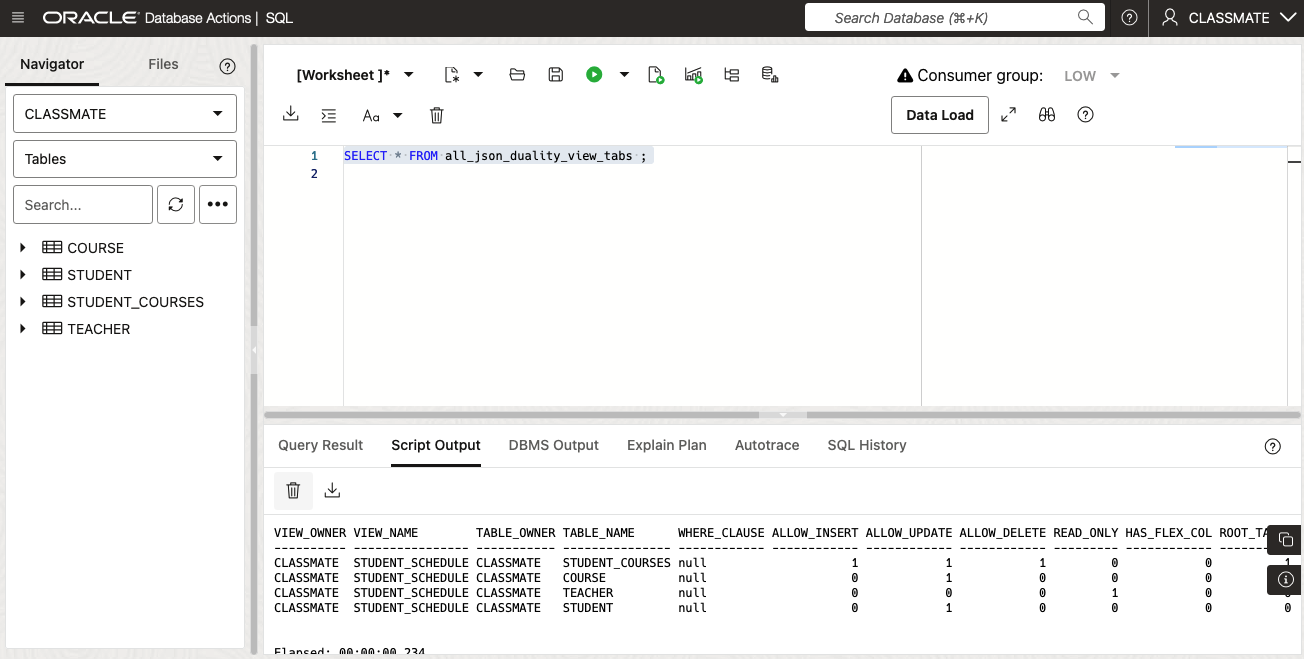 ORACLE Database Actions | SQL
Search Database (⌘+K)
CLASSMATE
Navigator
Files
CLASSMATE
Tables
Search...
COURSE
STUDENT
STUDENT_COURSES
TEACHER
[Worksheet ]*
Consumer group: LOW
Aa
Data Load
1 SELECT * FROM all_json_duality_view_tabs ;
2
Query Result Script Output DBMS Output Explain Plan Autotrace SQL History
VIEW_OWNER VIEW_NAME TABLE_OWNER TABLE_NAME WHERE_CLAUSE ALLOW_INSERT ALLOW_UPDATE ALLOW_DELETE READ_ONLY HAS_FLEX_COL ROOT_TA
---------- ---------------- ----------- --------------- ------------ ------------ ------------ ------------ --------- ------------ -------
CLASSMATE STUDENT_SCHEDULE CLASSMATE STUDENT_COURSES null 1 1 1 0 0 1
CLASSMATE STUDENT_SCHEDULE CLASSMATE COURSE null 0 1 0 0 0
CLASSMATE STUDENT_SCHEDULE CLASSMATE TEACHER null 0 0 0 1 0
CLASSMATE STUDENT_SCHEDULE CLASSMATE STUDENT null 0 1 0 0 0 0
Elapsed: 00:00:00.234